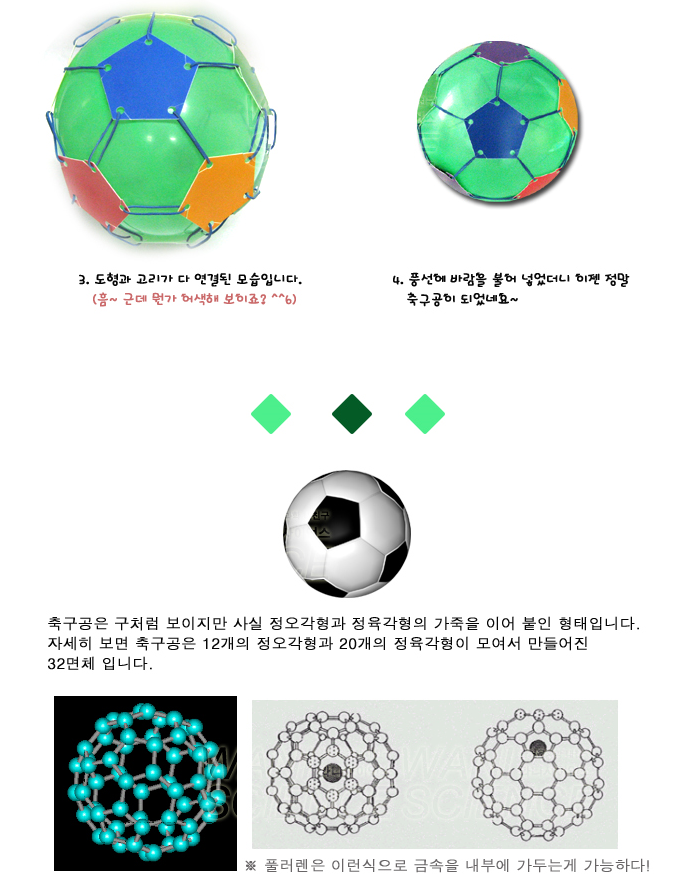 3. 도형과 고리가 다 연결된 모습입니다.
(흠~ 근데 뭔가 어색해 보이죠? ^^6)
4. 풍선에 바람을 불어 넣었더니 이젠 정말
축구공이 되었네요~
축구공은 구처럼 보이지만 사실 정오각형과 정육각형의 가죽을 이어 붙인 형태입니다.
자세히 보면 축구공은 12개의 정오각형과 20개의 정육각형이 모여서 만들어진
32면체 입니다.
※ 풀러렌은 이런식으로 금속을 내부에 가두는게 가능하다!